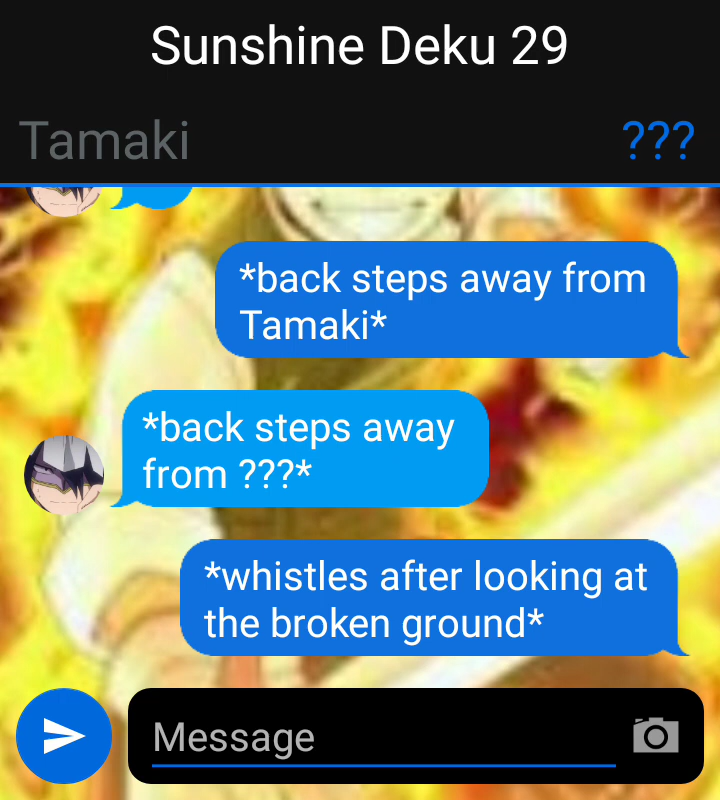 Sunshine Deku 29
Tamaki
???
*back steps away from
Tamaki*
*back steps away
from ???*
*whistles after looking at
the broken ground*
Message